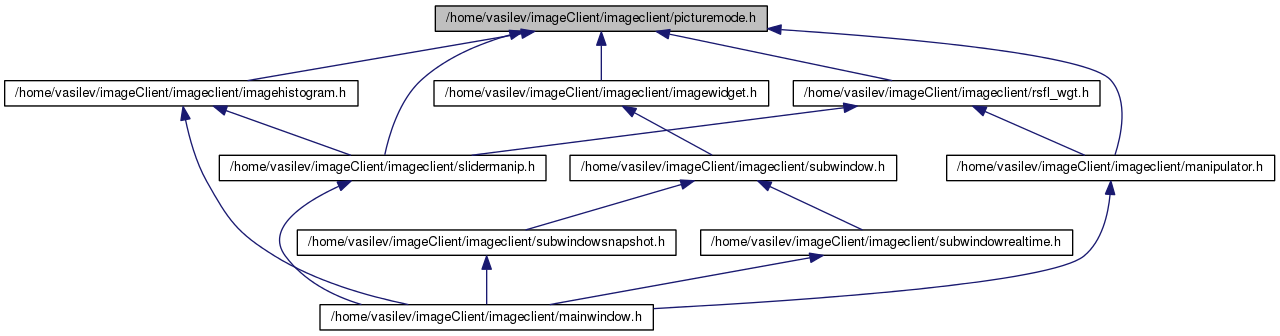 /home/vasilev/imageClient/imageclient/picturemode.h
/home/vasilev/imageClient/imageclient/imagehistogram.h
/home/vasilev/imageClient/imageclient/imagewidget.h
/home/vasilev/imageClient/imageclient/rsfl_wgt.h
/home/vasilev/imageClient/imageclient/slidermanip.h
/home/vasilev/imageClient/imageclient/subwindow.h
/home/vasilev/imageClient/imageclient/manipulator.h
/home/vasilev/imageClient/imageclient/subwindowsnapshot.h
/home/vasilev/imageClient/imageclient/subwindowrealtime.h
/home/vasilev/imageClient/imageclient/mainwindow.h